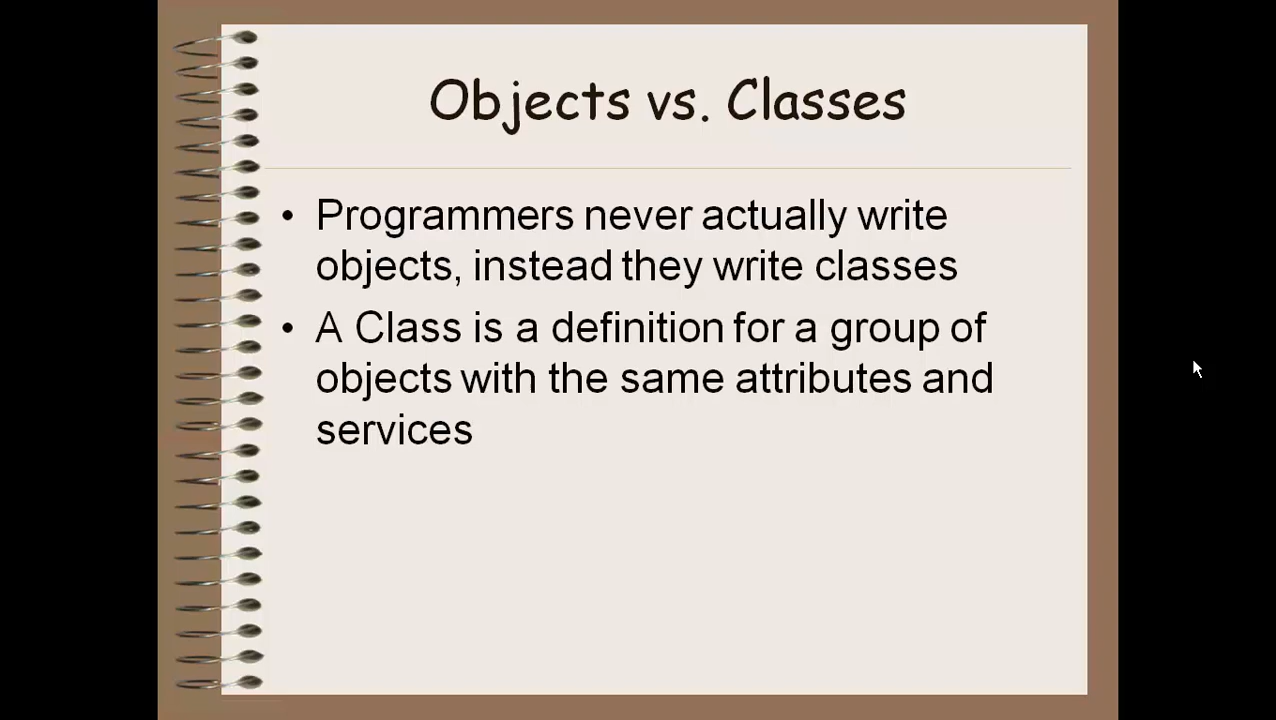 Objects vs. Classes
• Programmers never actually write
objects, instead they write classes
• A Class is a definition for a group of
objects with the same attributes and
services